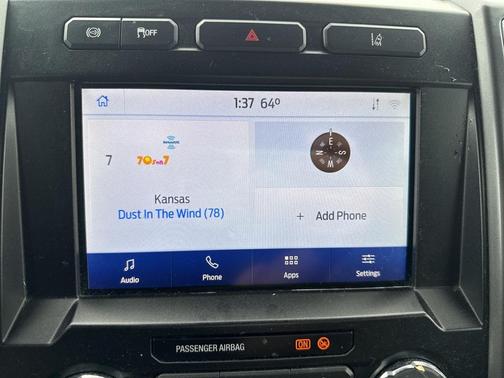 OFF
1:37 64°
SiriusXM
7 70s on 7
E
N S
W
Kansas
Dust In The Wind (78)
+ Add Phone
Audio Phone Apps Settings
PASSENGER AIRBAG ON